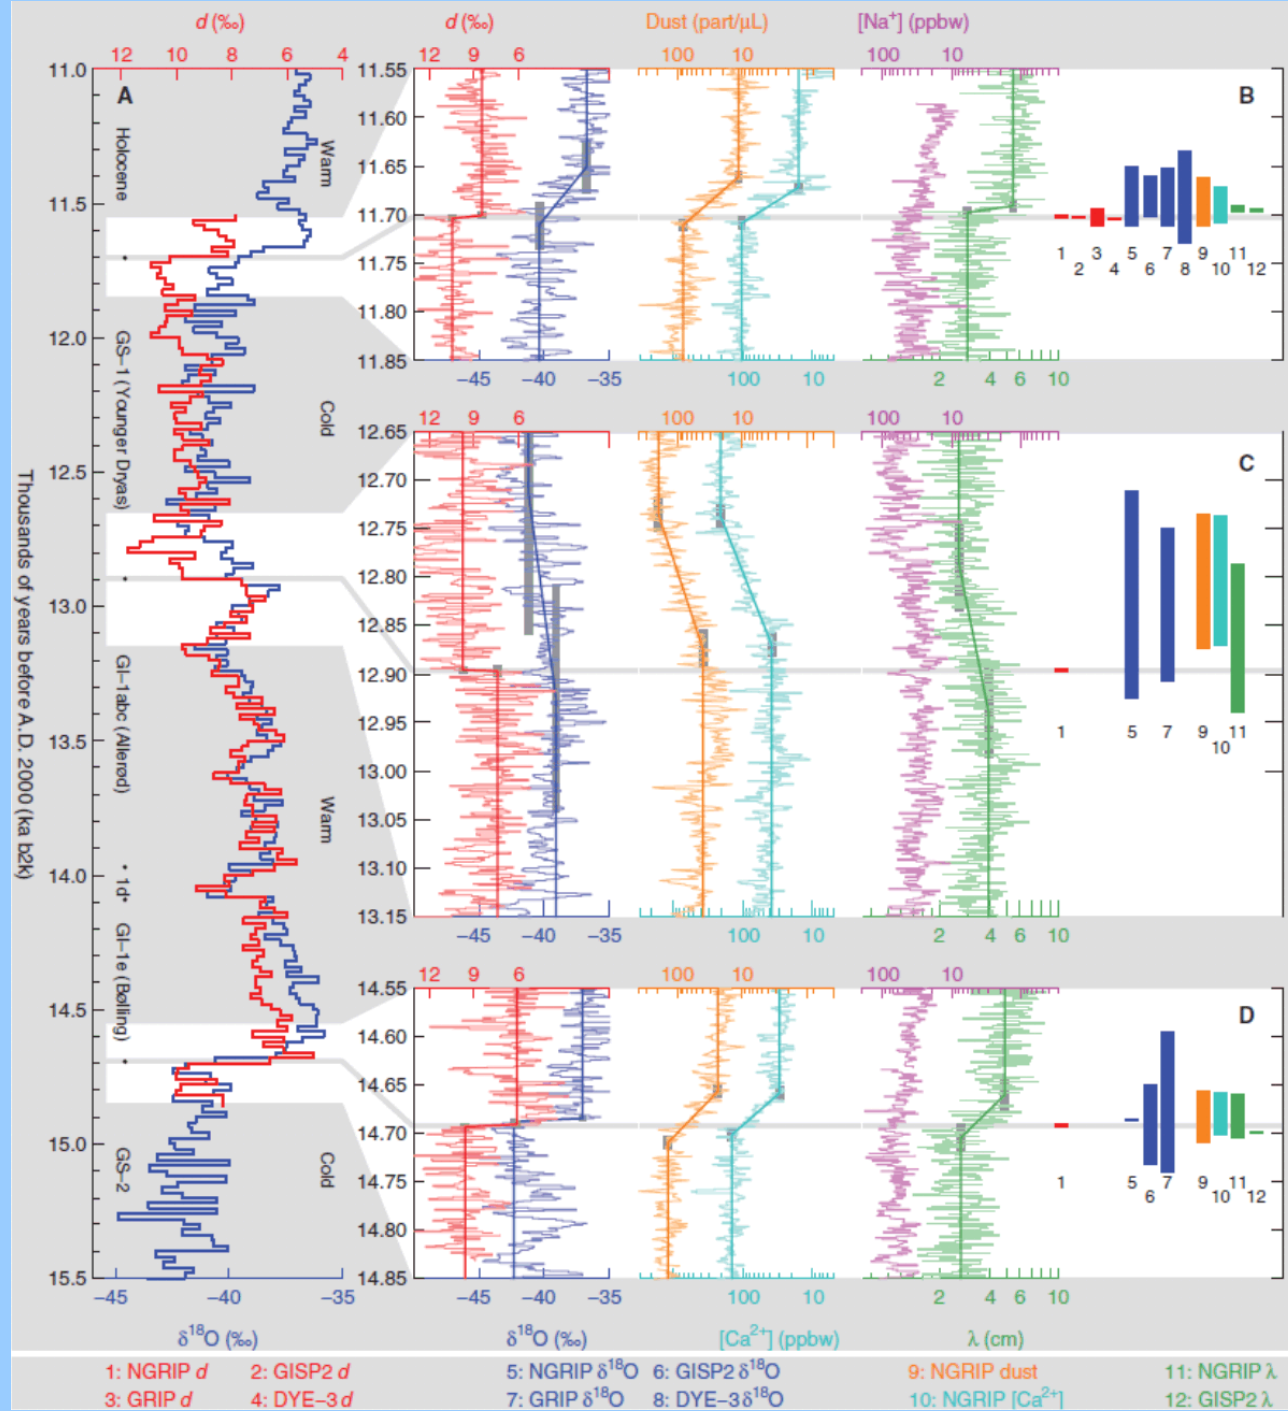 d (‰)
12 10 8 6 4
A
11.0
11.5
12.0
12.5
13.0
13.5
14.0
14.5
15.0
15.5
Thousands of years before A.D. 2000 (ka b2k)
Holocene
GS–1 (Younger Dryas)
GI–1abc (Allerød)
1d
GI–1e (Bølling)
GS–2
Warm
Cold
Warm
Cold
−45 −40 −35
δ18O (‰)
d (‰) Dust (part/µL) [Na+] (ppbw)
12 9 6 100 10 100 10
B
11.55
11.60
11.65
11.70
11.75
11.80
11.85
1 2 3 4 5 6 7 8 9 10 11 12
−45 −40 −35 100 10 2 4 6 10
12 9 6 100 10 100 10
C
12.65
12.70
12.75
12.80
12.85
12.90
12.95
13.00
13.05
13.10
13.15
1 5 7 9 10 11
−45 −40 −35 100 10 2 4 6 10
12 9 6 100 10 100 10
D
14.55
14.60
14.65
14.70
14.75
14.80
14.85
1 5 6 7 9 10 11 12
−45 −40 −35 100 10 2 4 6 10
δ18O (‰) [Ca2+] (ppbw) λ (cm)
1: NGRIP d 2: GISP2 d 5: NGRIP δ18O 6: GISP2 δ18O 9: NGRIP dust 11: NGRIP λ
3: GRIP d 4: DYE–3 d 7: GRIP δ18O 8: DYE–3 δ18O 10: NGRIP [Ca2+] 12: GISP2 λ